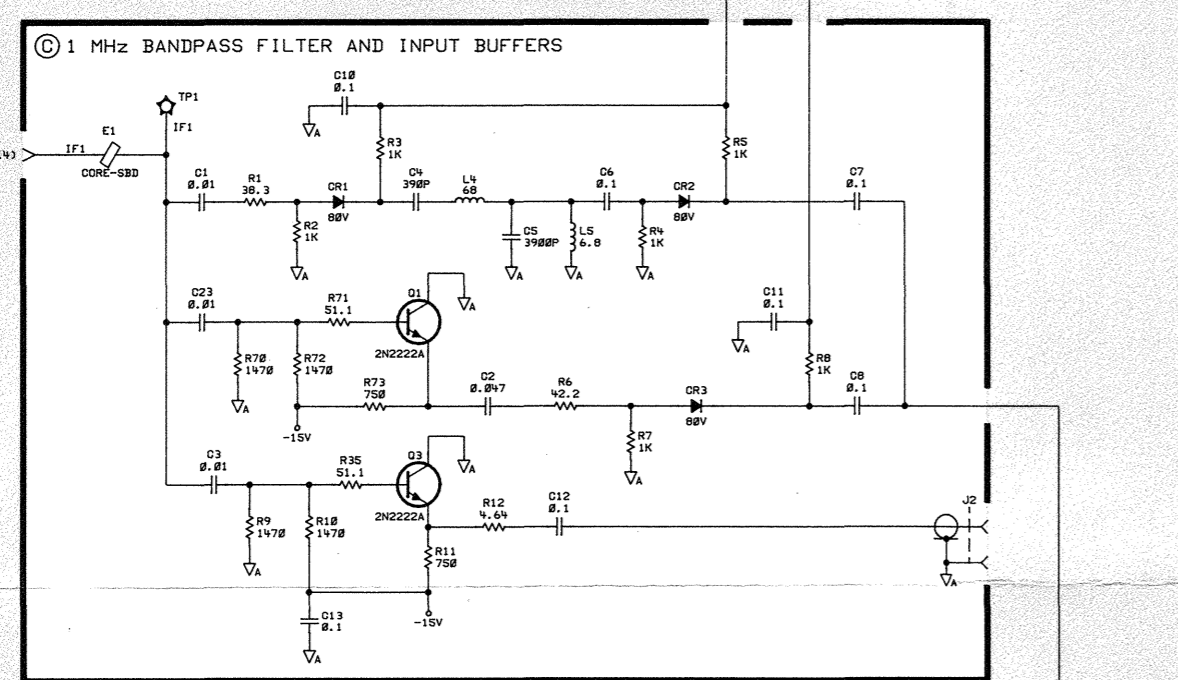 Ⓒ 1 MHz BANDPASS FILTER AND INPUT BUFFERS
C10
0.1
TP1
A
IF1
E1
R3
1K
R5
1K
4)
IF1
CORE-SBD
C1
0.01
R1
38.3
CR1
80V
C4
390P
L4
68
C6
0.1
CR2
80V
C7
0.1
R2
1K
C5
3900P
L5
6.8
R4
1K
A
A
A
A
C23
0.01
R71
51.1
Q1
A
C11
0.1
2N2222A
A
R70
1470
R72
1470
R8
1K
R73
750
C2
0.047
R6
42.2
CR3
80V
C8
0.1
A
-15V
R7
1K
C3
0.01
R35
51.1
Q3
A
A
2N2222A
R12
4.64
C12
0.1
J2
R9
1470
R10
1470
R11
750
A
A
C13
0.1
-15V
A